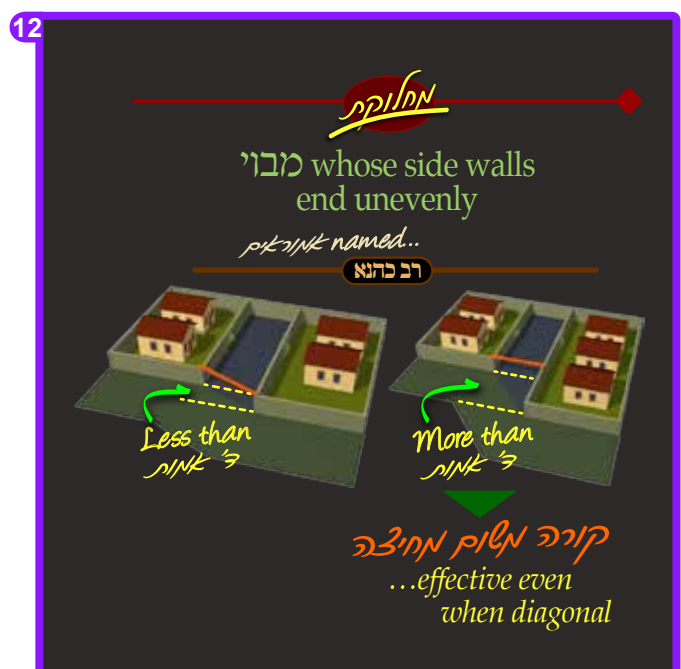 12
מחלוקת
מבוי whose side walls
end unevenly
אמוראים named...
רב כהנא
Less than
ד' אמות
More than
ד' אמות
קורה משום מחיצה
...effective even
when diagonal